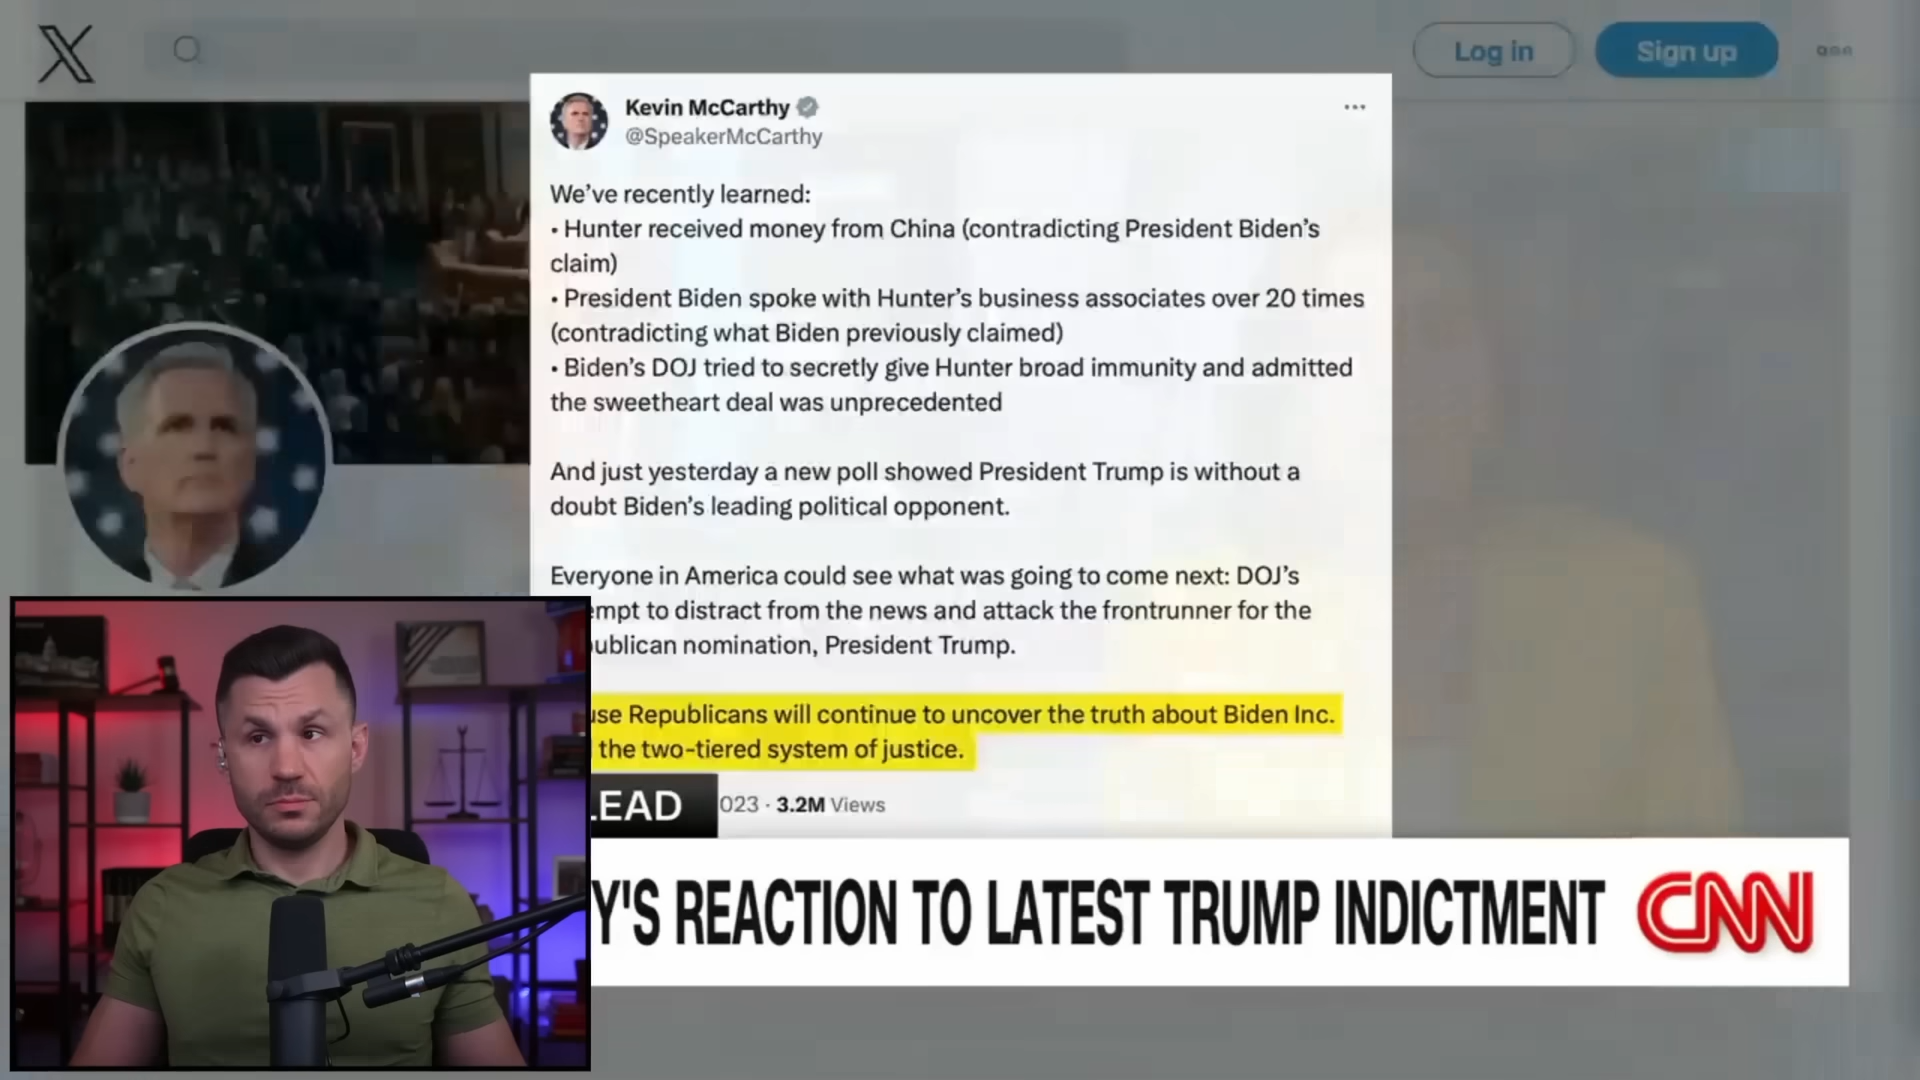 X
Log in
Sign up
Kevin McCarthy
@SpeakerMcCarthy
We've recently learned:
• Hunter received money from China (contradicting President Biden's
claim)
• President Biden spoke with Hunter's business associates over 20 times
(contradicting what Biden previously claimed)
• Biden's DOJ tried to secretly give Hunter broad immunity and admitted
the sweetheart deal was unprecedented
And just yesterday a new poll showed President Trump is without a
doubt Biden's leading political opponent.
Everyone in America could see what was going to come next: DOJ's
empt to distract from the news and attack the frontrunner for the
ublican nomination, President Trump.
use Republicans will continue to uncover the truth about Biden Inc.
the two-tiered system of justice.
LEAD
023 · 3.2M Views
Y'S REACTION TO LATEST TRUMP INDICTMENT
CNN